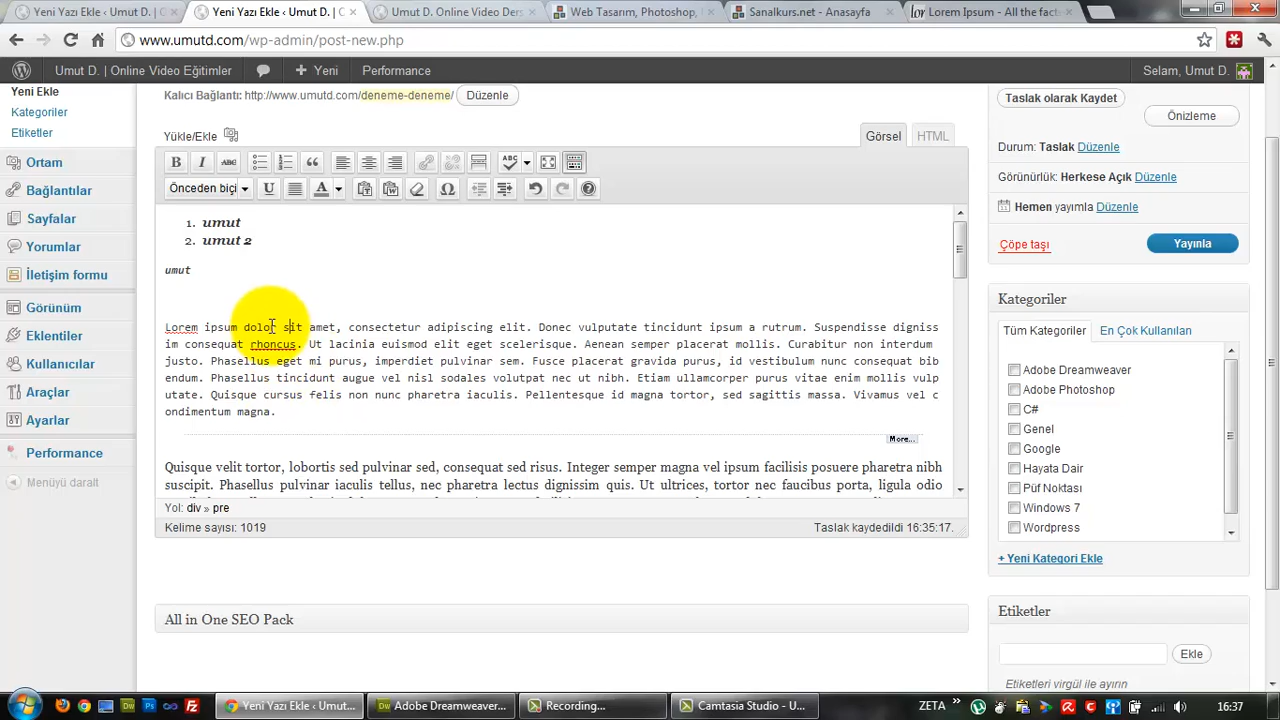 Yeni Yazı Ekle ‹ Umut D. | C
Yeni Yazı Ekle ‹ Umut D. | C
Umut D. Online Video Ders
Web Tasarım, Photoshop,
Sanalkurs.net - Anasayfa
Lorem Ipsum - All the fact
www.umutd.com/wp-admin/post-new.php
Umut D. | Online Video Eğitimler
Yeni
Performance
Selam, Umut D.
Yeni Ekle
Kategoriler
Etiketler
Ortam
Bağlantılar
Sayfalar
Yorumlar
İletişim formu
Görünüm
Eklentiler
Kullanıcılar
Araçlar
Ayarlar
Performance
Menüyü daralt
Kalıcı Bağlantı: http://www.umutd.com/deneme-deneme/ Düzenle
Yükle/Ekle
Görsel
HTML
B I ABC
ABC
Önceden biçi
U
A
Ω
1. umut
2. umut 2
umut
Lorem ipsum dolor sit amet, consectetur adipiscing elit. Donec vulputate tincidunt ipsum a rutrum. Suspendisse digniss
im consequat rhoncus. Ut lacinia euismod elit eget scelerisque. Aenean semper placerat mollis. Curabitur non interdum
justo. Phasellus eget mi purus, imperdiet pulvinar sem. Fusce placerat gravida purus, id vestibulum nunc consequat bib
endum. Phasellus tincidunt augue vel nisl sodales volutpat nec ut nibh. Etiam ullamcorper purus vitae enim mollis vulp
utate. Quisque cursus felis non nunc pharetra iaculis. Pellentesque id magna tortor, sed sagittis massa. Vivamus vel c
ondimentum magna.
More...
Quisque velit tortor, lobortis sed pulvinar sed, consequat sed risus. Integer semper magna vel ipsum facilisis posuere pharetra nibh
suscipit. Phasellus pulvinar iaculis tellus, nec pharetra lectus dignissim quis. Ut ultrices, tortor nec faucibus porta, ligula odio
Yol: div » pre
Kelime sayısı: 1019
Taslak kaydedildi 16:35:17.
All in One SEO Pack
Taslak olarak Kaydet
Önizleme
Durum: Taslak Düzenle
Görünürlük: Herkese Açık Düzenle
Hemen yayımla Düzenle
Çöpe taşı
Yayınla
Kategoriler
Tüm Kategoriler
En Çok Kullanılan
Adobe Dreamweaver
Adobe Photoshop
C#
Genel
Google
Hayata Dair
Püf Noktası
Windows 7
Wordpress
+ Yeni Kategori Ekle
Etiketler
Ekle
Etiketleri virgül ile ayırın
Yeni Yazı Ekle ‹ Umut...
Adobe Dreamweaver...
Recording...
Camtasia Studio - U...
ZETA
16:37